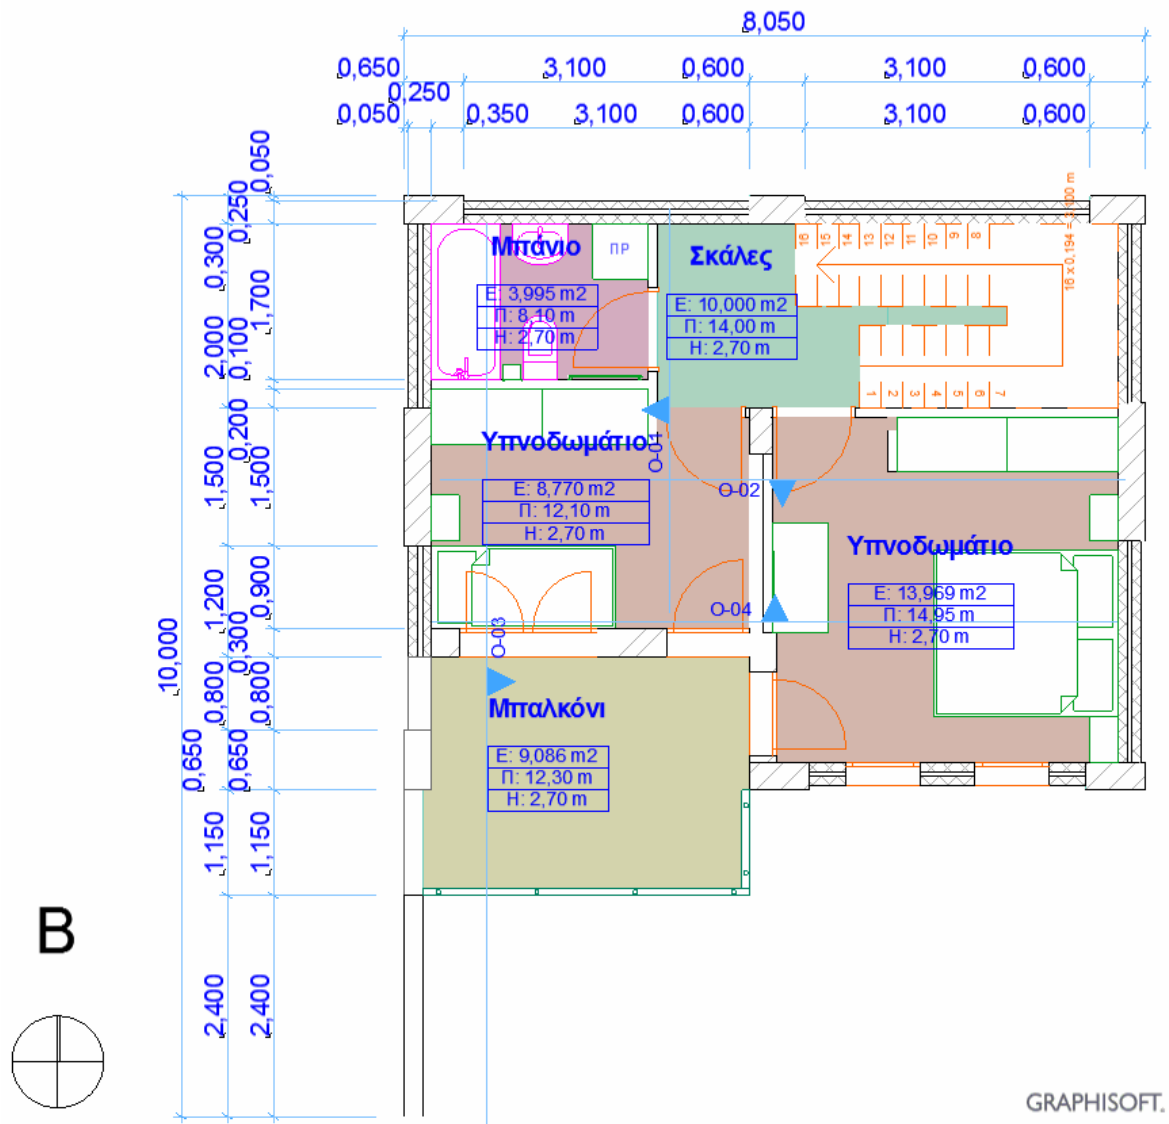 8,050
0,650 3,100 0,600 3,100 0,600
0,250
0,050 0,350 3,100 0,600 3,100 0,600
0,050
0,250
0,300
1,700
2,000
0,100
0,200
1,500
1,500
1,200
0,900
0,300
10,000
0,800
0,800
0,650
0,650
1,150
1,150
2,400
2,400
Μπάνιο
Ε: 3,995 m2
Π: 8,10 m
Η: 2,70 m
ΠΡ
Σκάλες
Ε: 10,000 m2
Π: 14,00 m
Η: 2,70 m
16 15 14 13 12 11 10 9 8
16 x 0,194 = 3,100 m
1 2 3 4 5 6 7
Υπνοδωμάτιο
Ε: 8,770 m2
Π: 12,10 m
Η: 2,70 m
O-01
O-02
Υπνοδωμάτιο
Ε: 13,969 m2
Π: 14,95 m
Η: 2,70 m
O-04
O-03
Μπαλκόνι
Ε: 9,086 m2
Π: 12,30 m
Η: 2,70 m
Β
GRAPHISOFT.